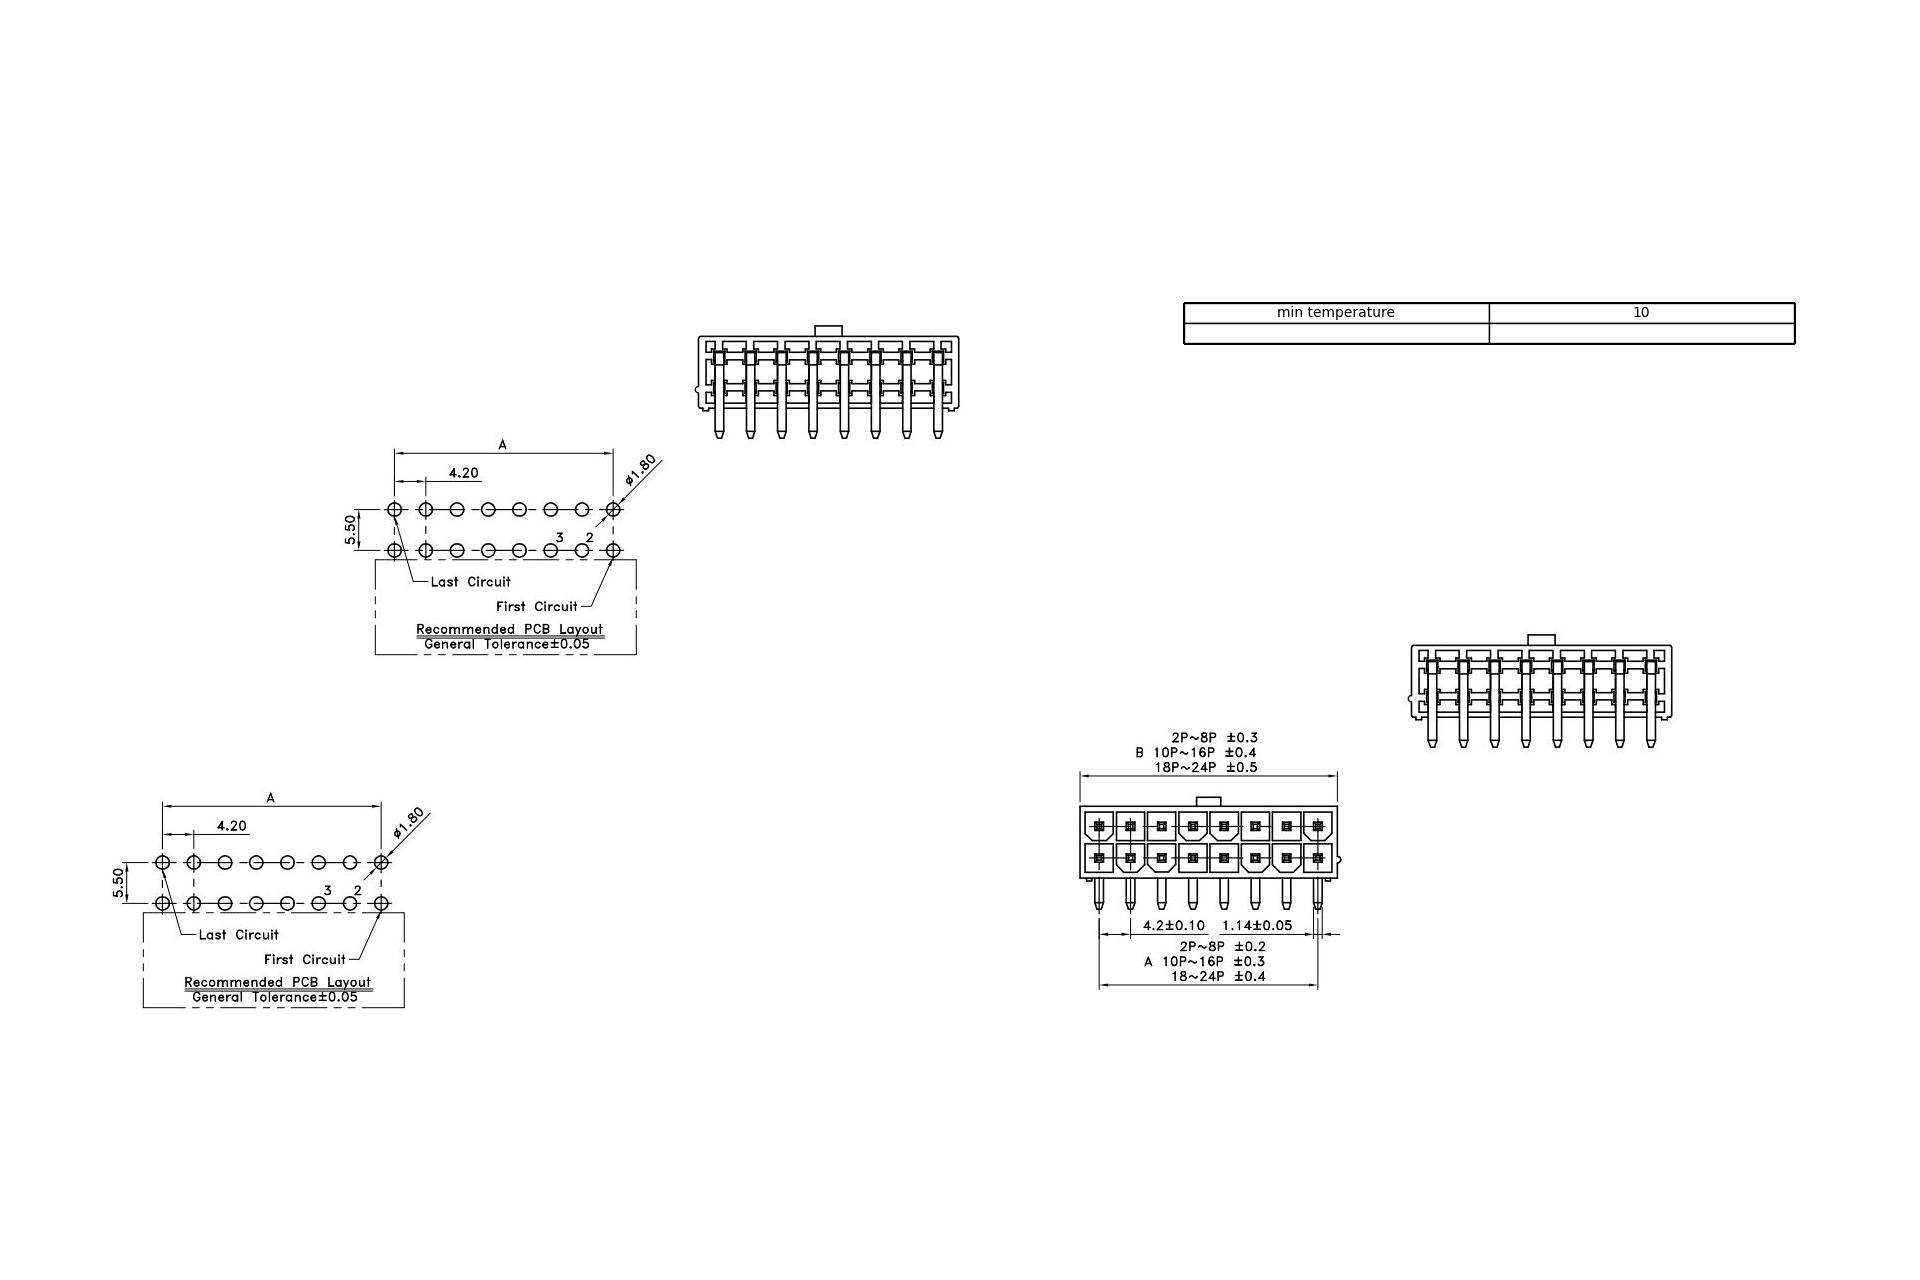 min temperature 10
A
4.20
ø1.80
5.50
3 2
Last Circuit
First Circuit
Recommended PCB Layout
General Tolerance±0.05
2P~8P ±0.3
B 10P~16P ±0.4
18P~24P ±0.5
4.2±0.10 1.14±0.05
2P~8P ±0.2
A 10P~16P ±0.3
18~24P ±0.4
A
4.20
ø1.80
5.50
3 2
Last Circuit
First Circuit
Recommended PCB Layout
General Tolerance±0.05